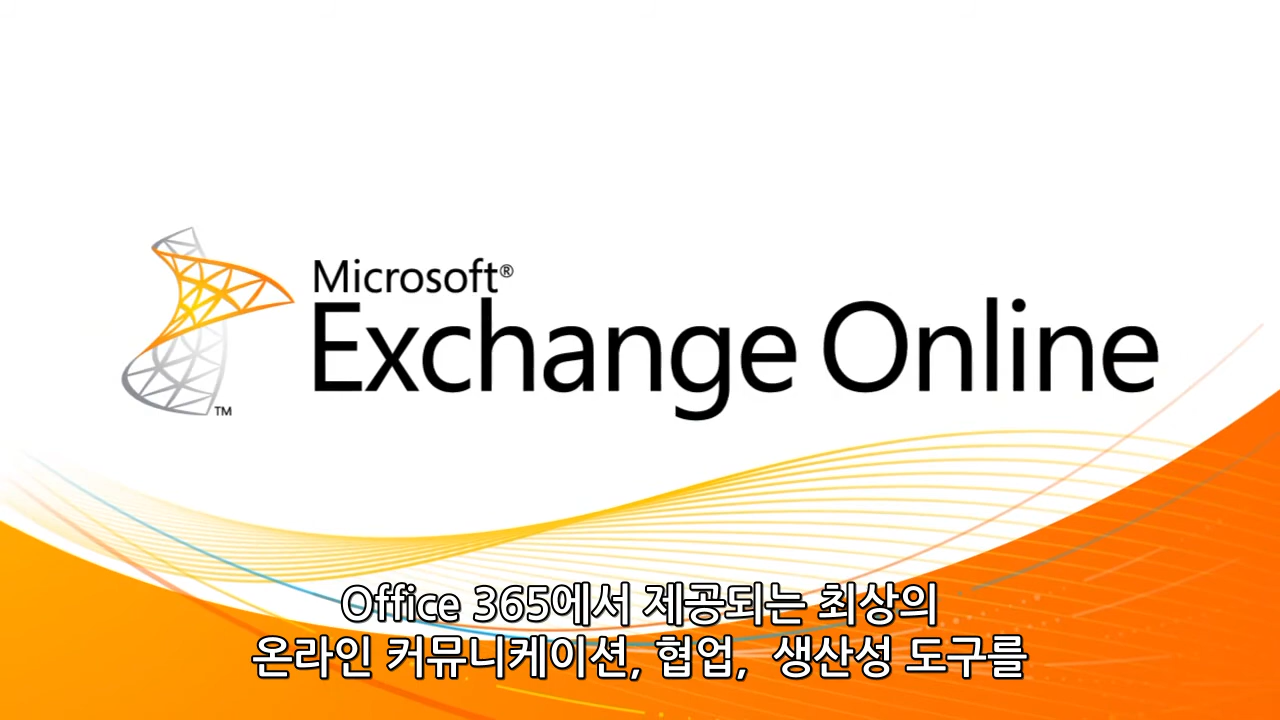 Microsoft®
Exchange Online
™
Office 365에서 제공되는 최상의
온라인 커뮤니케이션, 협업, 생산성 도구를